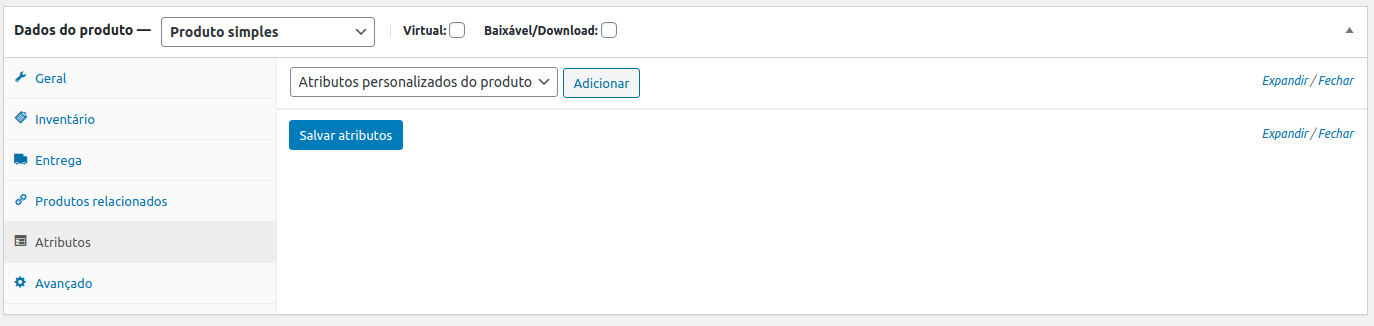 Dados do produto — Produto simples Virtual: Baixável/Download:
Geral
Atributos personalizados do produto Adicionar Expandir / Fechar
Inventário
Salvar atributos Expandir / Fechar
Entrega
Produtos relacionados
Atributos
Avançado